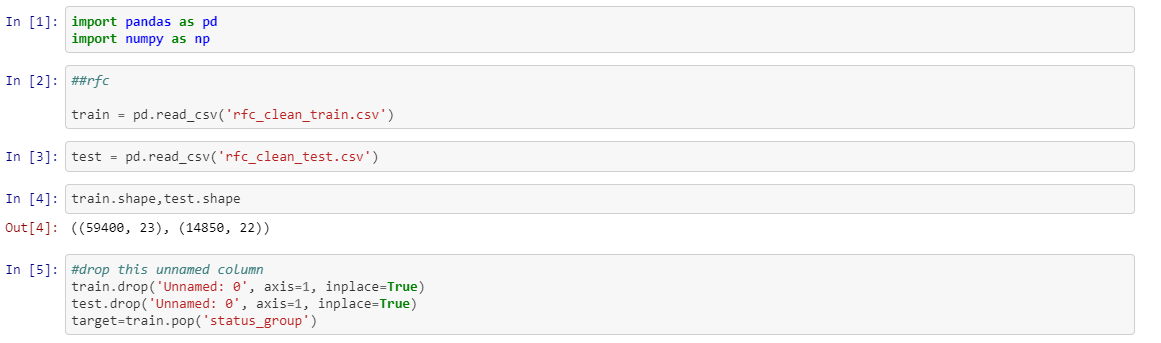 In [1]: import pandas as pd
import numpy as np
In [2]: ##rfc
train = pd.read_csv('rfc_clean_train.csv')
In [3]: test = pd.read_csv('rfc_clean_test.csv')
In [4]: train.shape,test.shape
Out[4]: ((59400, 23), (14850, 22))
In [5]: #drop this unnamed column
train.drop('Unnamed: 0', axis=1, inplace=True)
test.drop('Unnamed: 0', axis=1, inplace=True)
target=train.pop('status_group')